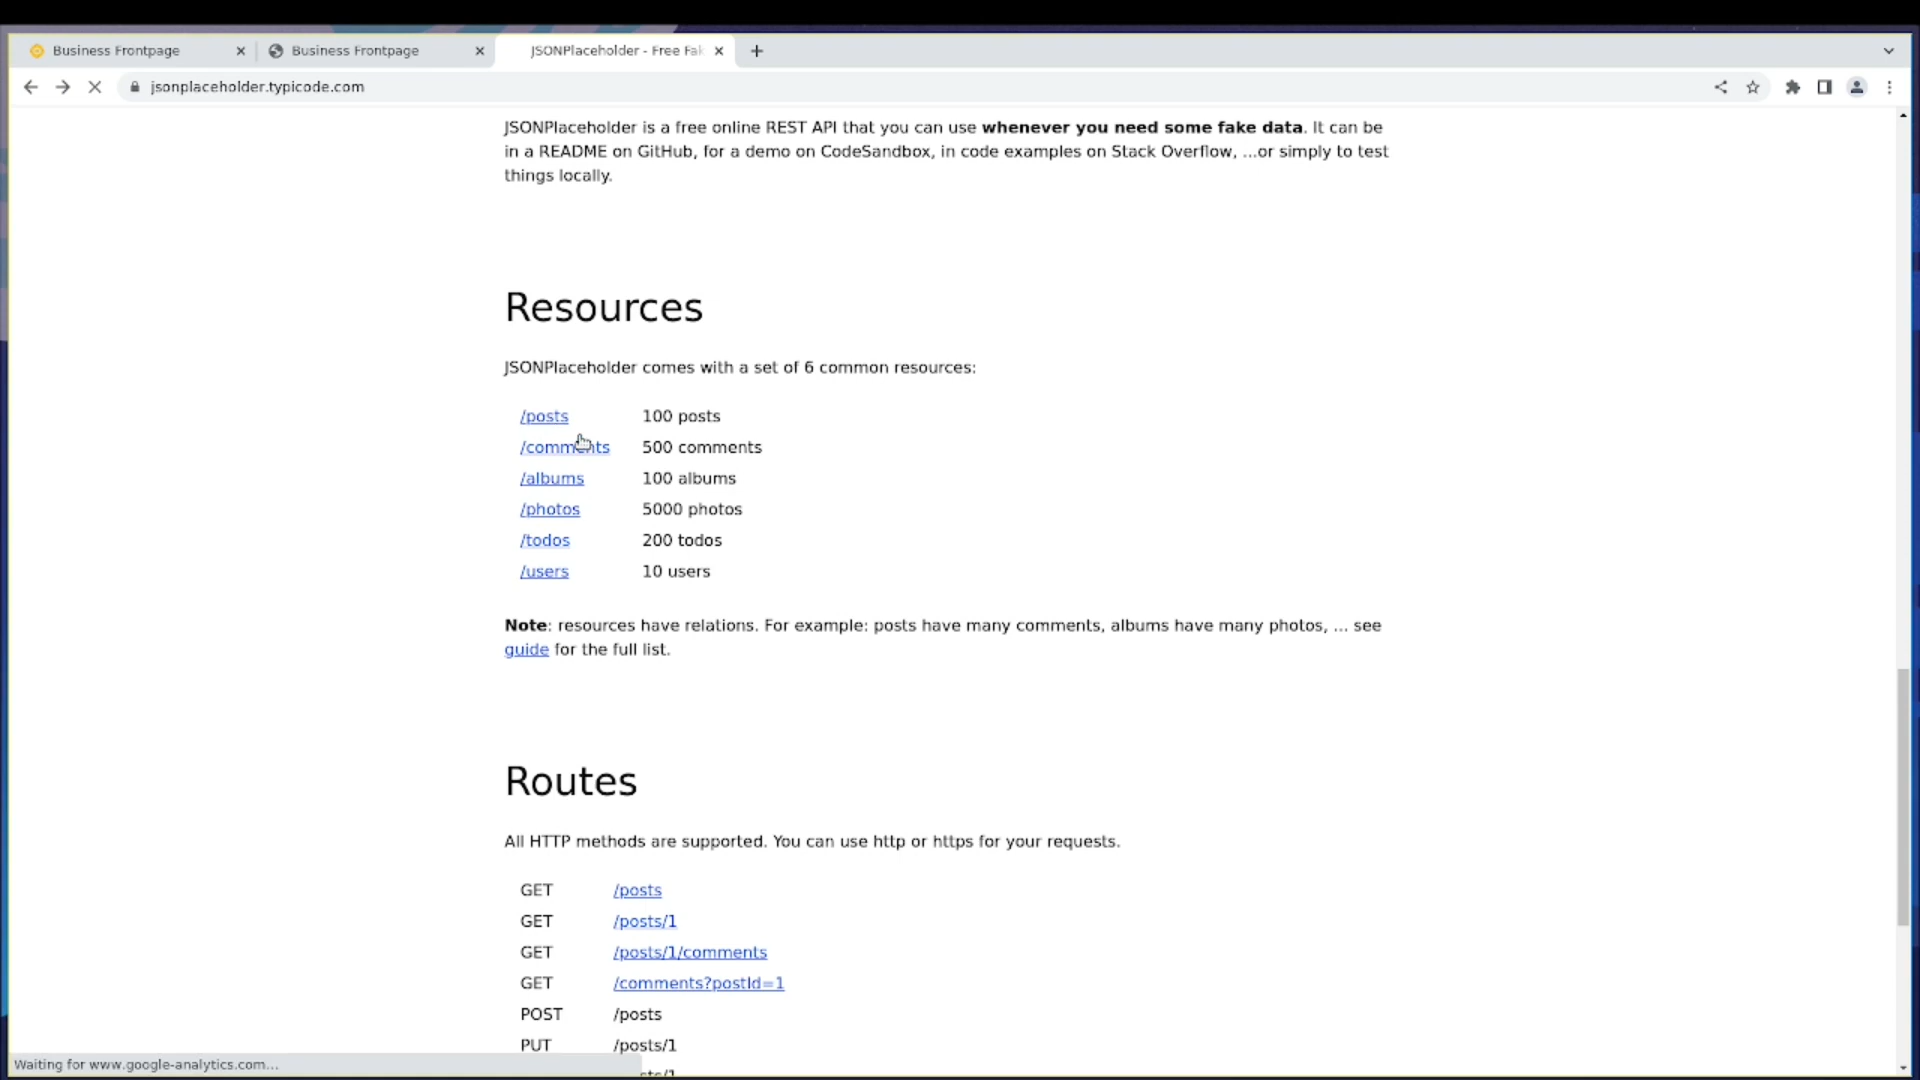 Business Frontpage
Business Frontpage
JSONPlaceholder - Free Fak
jsonplaceholder.typicode.com
JSONPlaceholder is a free online REST API that you can use whenever you need some fake data. It can be
in a README on GitHub, for a demo on CodeSandbox, in code examples on Stack Overflow, ...or simply to test
things locally.
Resources
JSONPlaceholder comes with a set of 6 common resources:
/posts 100 posts
/comments 500 comments
/albums 100 albums
/photos 5000 photos
/todos 200 todos
/users 10 users
Note: resources have relations. For example: posts have many comments, albums have many photos, ... see
guide for the full list.
Routes
All HTTP methods are supported. You can use http or https for your requests.
GET /posts
GET /posts/1
GET /posts/1/comments
GET /comments?postId=1
POST /posts
PUT /posts/1
Waiting for www.google-analytics.com...